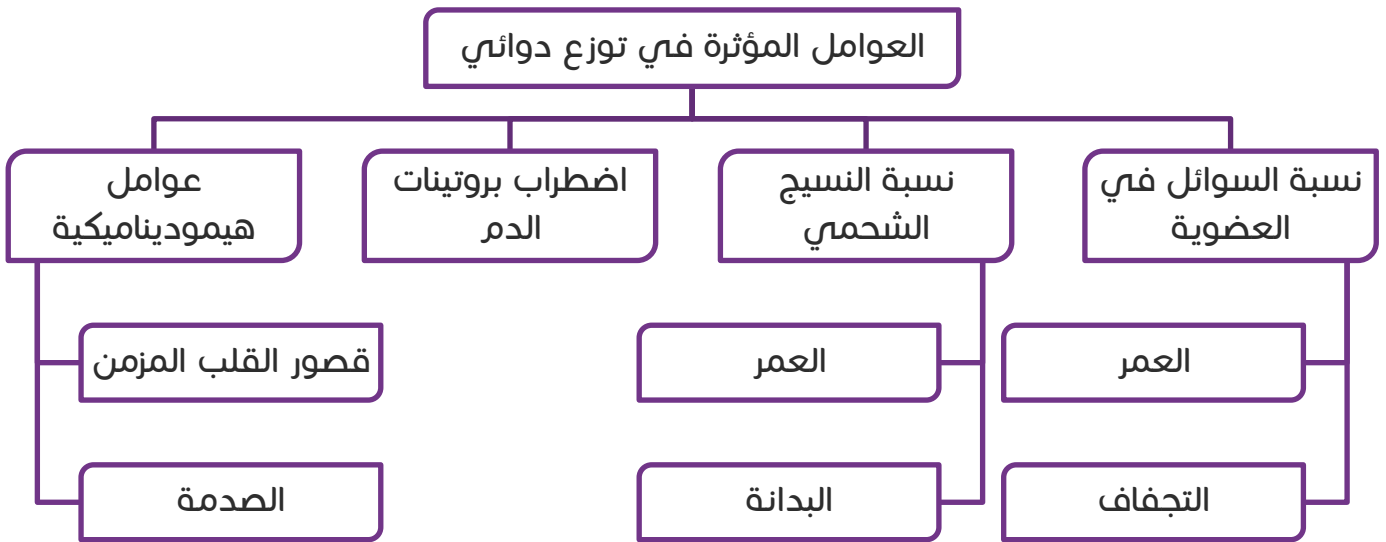 العوامل المؤثرة في توزع دوائي
نسبة السوائل في
العضوية
نسبة النسيج
الشحمي
اضطراب بروتينات
الدم
عوامل
هيموديناميكية
العمر
العمر
قصور القلب المزمن
التجفاف
البدانة
الصدمة